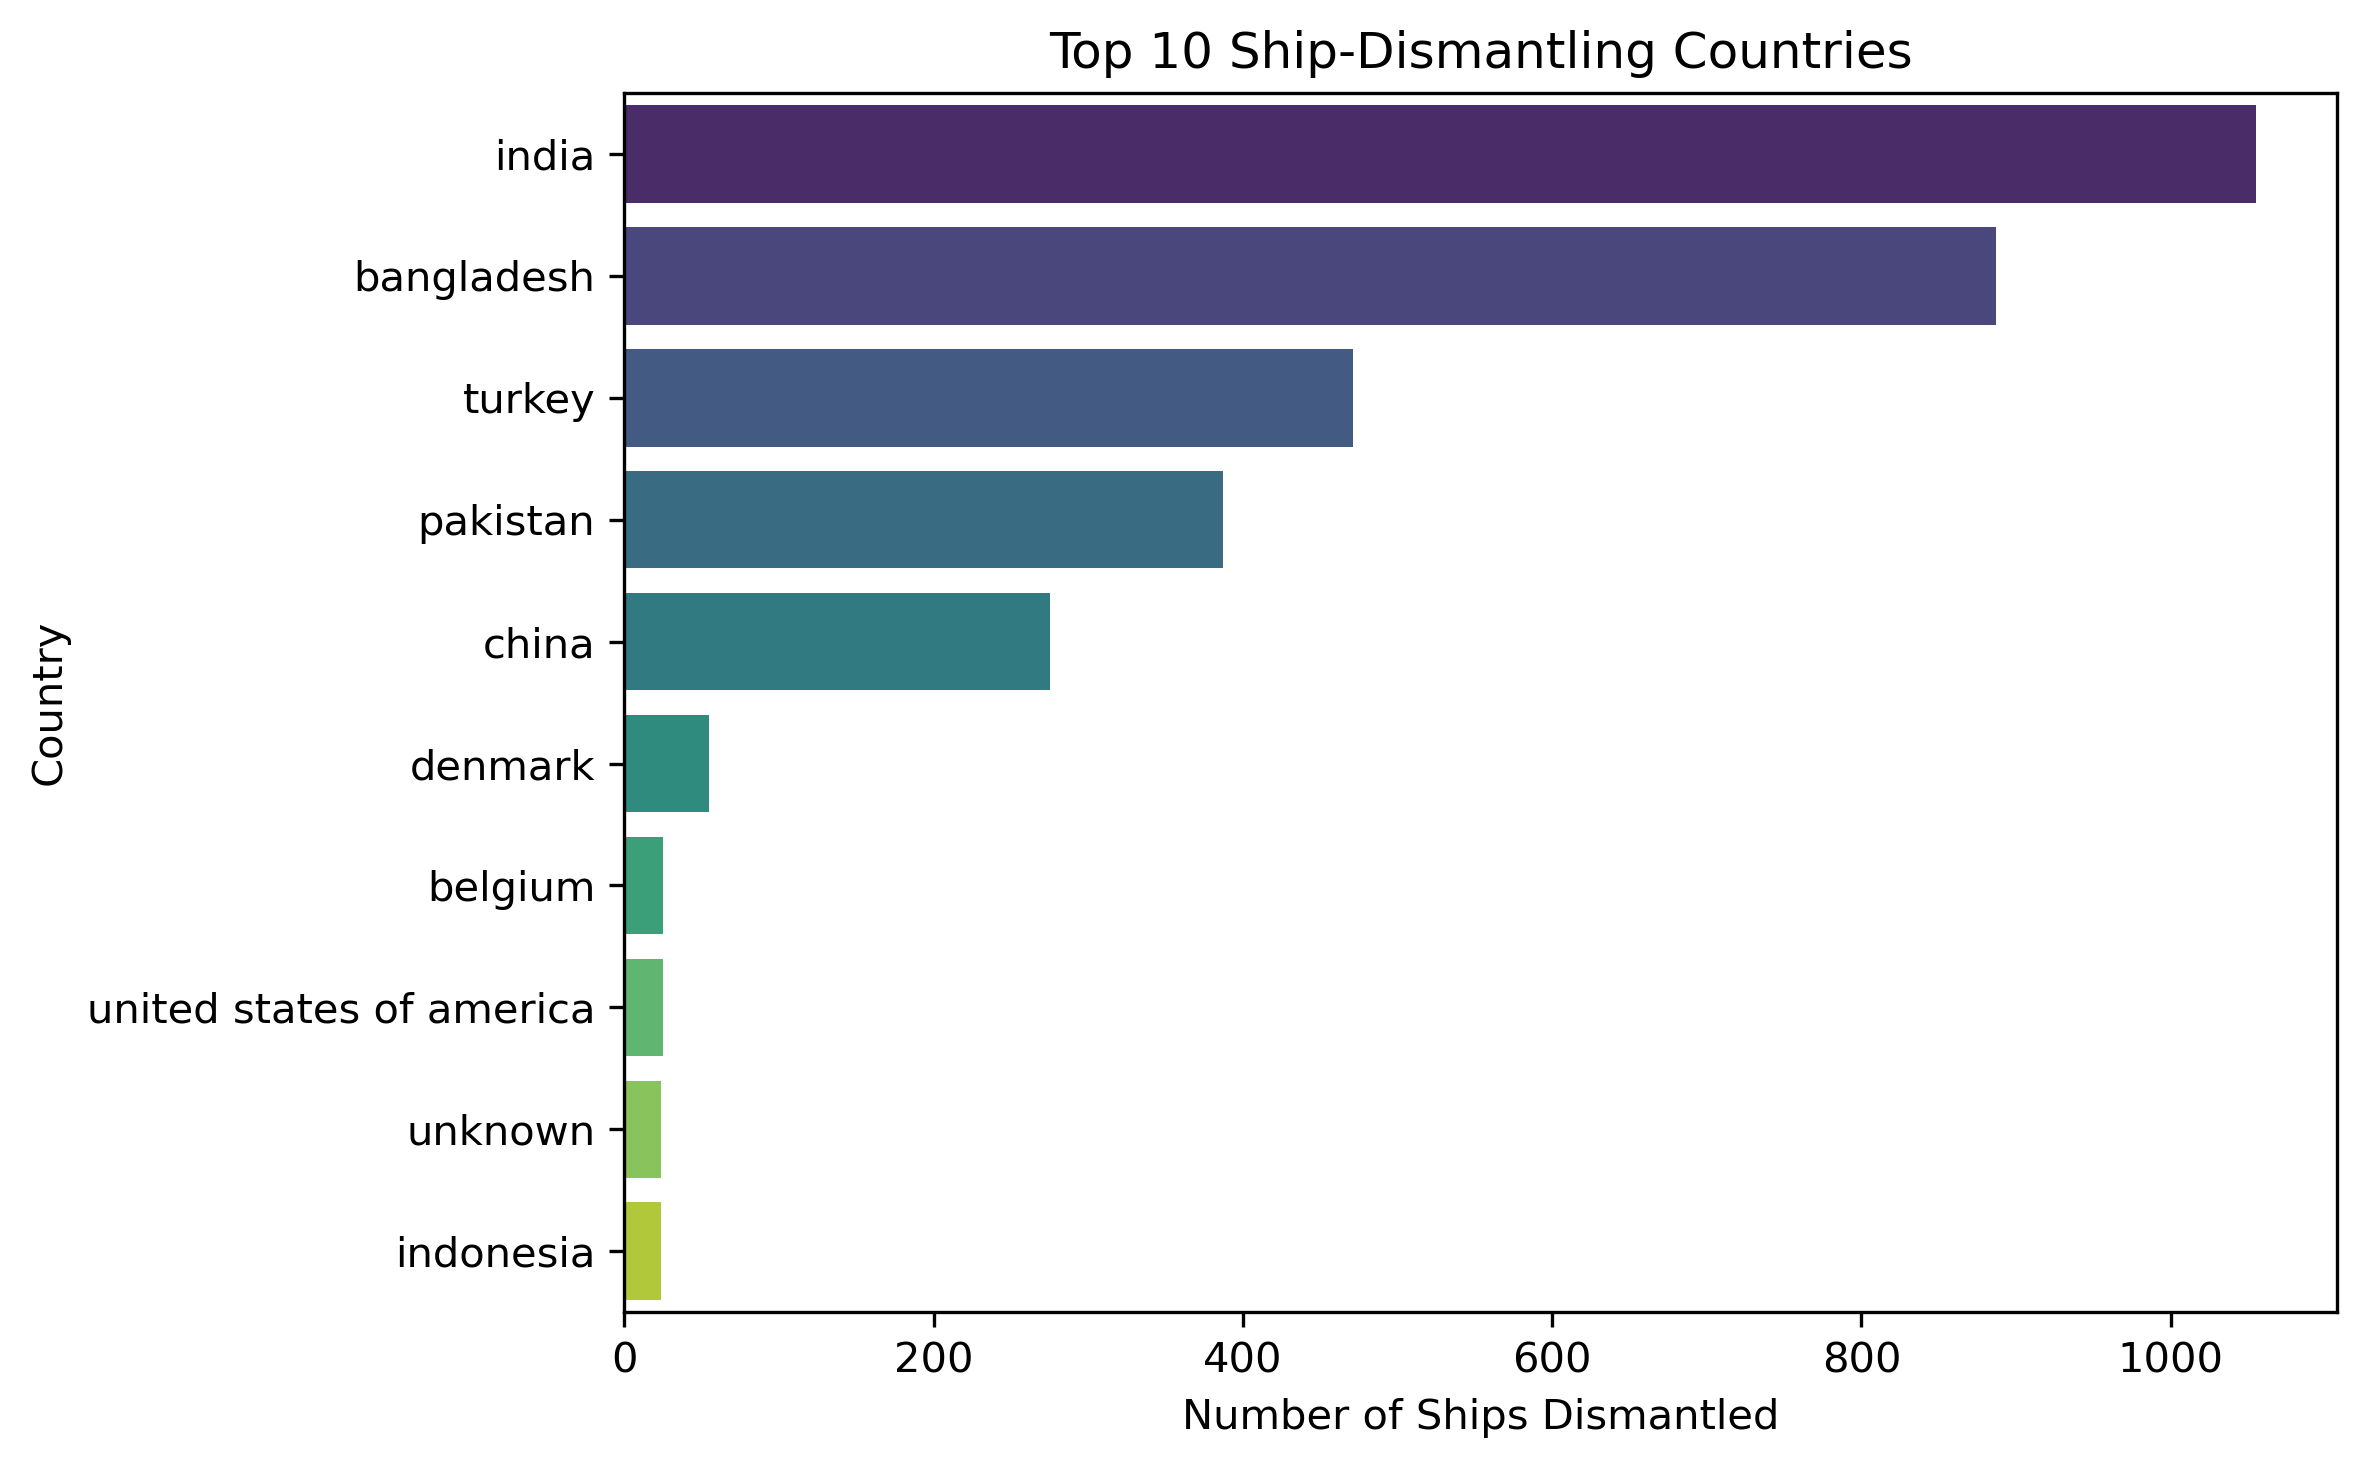 Top 10 Ship-Dismantling Countries
india
bangladesh
turkey
pakistan
china
denmark
belgium
united states of america
unknown
indonesia
Country
0 200 400 600 800 1000
Number of Ships Dismantled